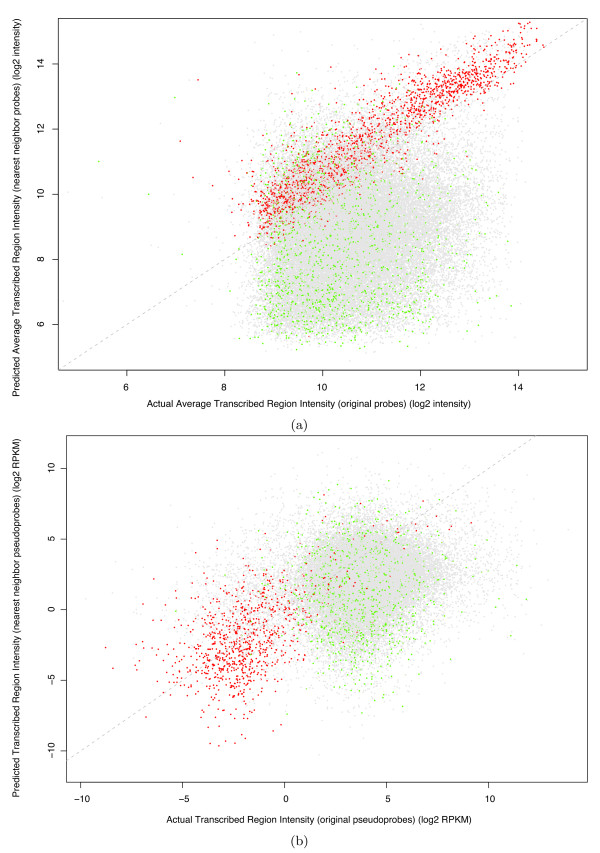 Predicted Average Transcribed Region Intensity (nearest neighbor probes) (log2 intensity)
14
12
10
8
6
6 8 10 12 14
Actual Average Transcribed Region Intensity (original probes) (log2 intensity)
(a)
Predicted Transcribed Region Intensity (nearest neighbor pseudoprobes) (log2 RPKM)
10
5
0
−5
−10
−10 −5 0 5 10
Actual Transcribed Region Intensity (original pseudoprobes) (log2 RPKM)
(b)